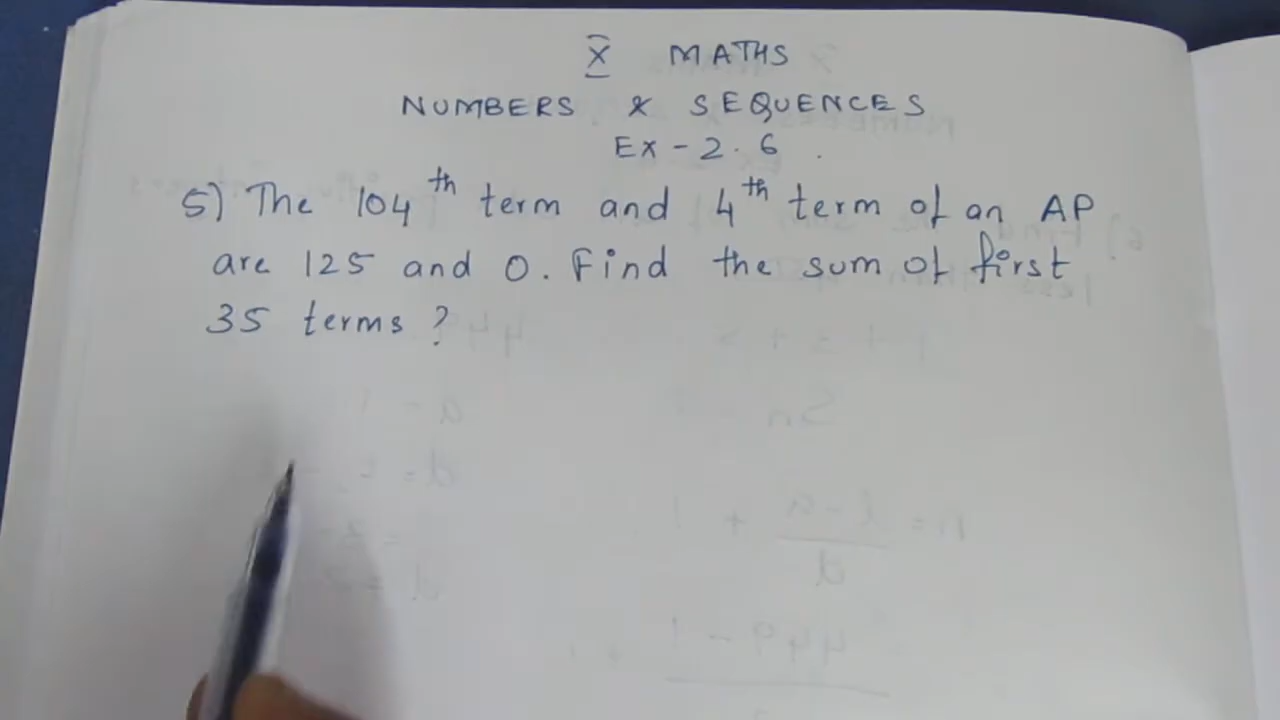 X MATHS
NUMBERS & SEQUENCES
Ex - 2.6
5) The 104th term and 4th term of an AP
are 125 and 0. Find the sum of first
35 terms ?